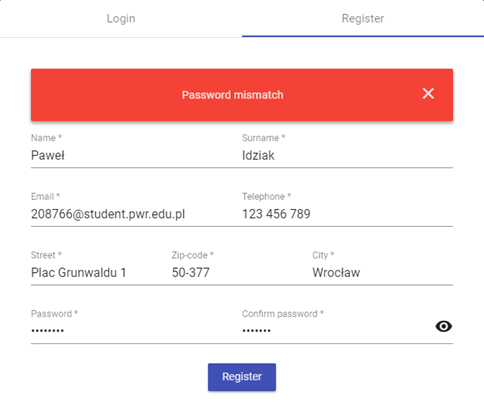 Login Register
Password mismatch
Name * Surname *
Paweł Idziak
Email * Telephone *
208766@student.pwr.edu.pl 123 456 789
Street * Zip-code * City *
Plac Grunwaldu 1 50-377 Wrocław
Password * Confirm password *
•••••••• •••••••
Register